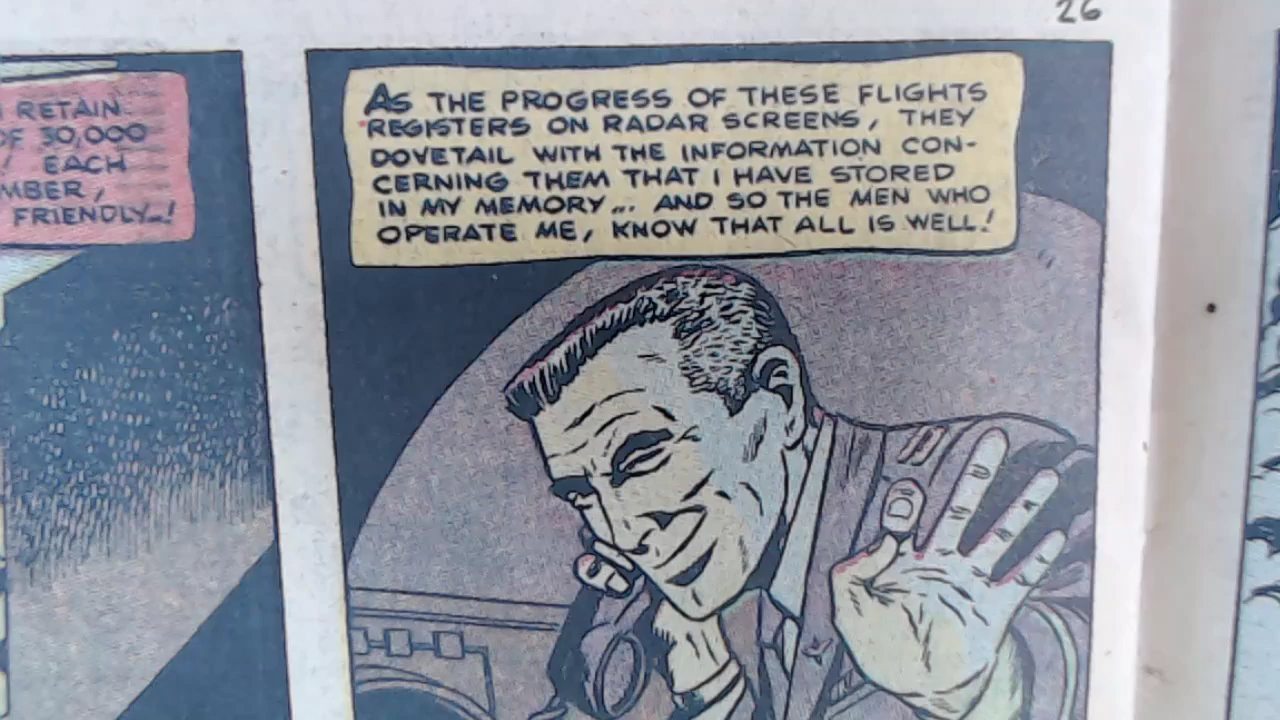 26
RETAIN
OF 30,000
! EACH
MBER,
FRIENDLY...!
AS THE PROGRESS OF THESE FLIGHTS
REGISTERS ON RADAR SCREENS, THEY
DOVETAIL WITH THE INFORMATION CON-
CERNING THEM THAT I HAVE STORED
IN MY MEMORY... AND SO THE MEN WHO
OPERATE ME, KNOW THAT ALL IS WELL!